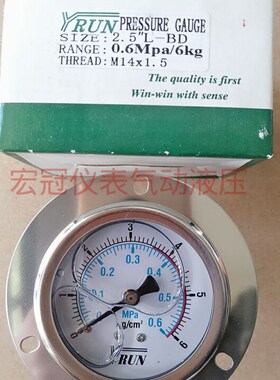 YRUN PRESSURE GAUGE
SIZE: 2.5"L-BD
RANGE: 0.6Mpa/6kg
THREAD: M14x1.5
The quality is first
Win-win with sense
宏冠仪表气动液压
0 3 4 5 6
0.1 0.2 0.3 0.4 0.5 0.6
MPa
g/cm²
YRUN